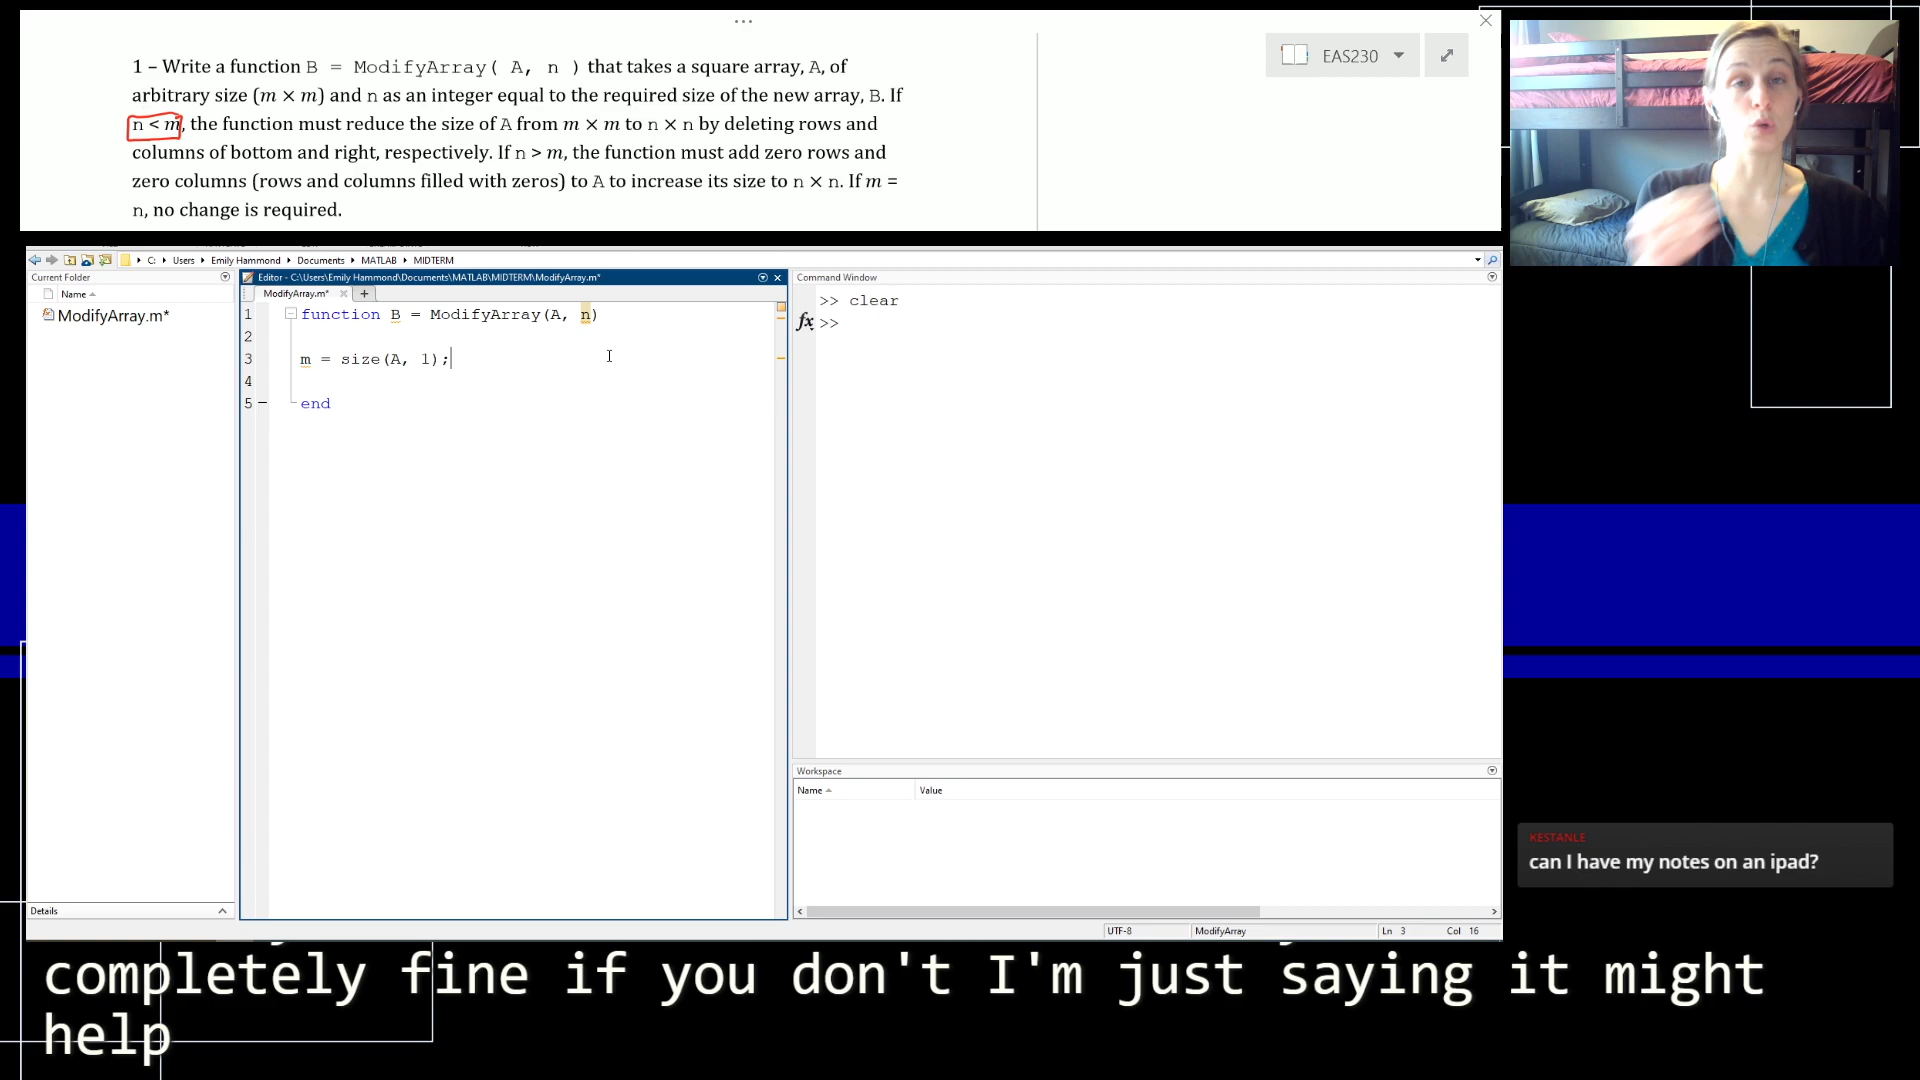 1 – Write a function B = ModifyArray( A, n ) that takes a square array, A, of
arbitrary size (m × m) and n as an integer equal to the required size of the new array, B. If
n < m, the function must reduce the size of A from m × m to n × n by deleting rows and
columns of bottom and right, respectively. If n > m, the function must add zero rows and
zero columns (rows and columns filled with zeros) to A to increase its size to n × n. If m =
n, no change is required.
EAS230
C: Users Emily Hammond Documents MATLAB MIDTERM
Current Folder
Name
ModifyArray.m*
Details
Editor - C:\Users\Emily Hammond\Documents\MATLAB\MIDTERM\ModifyArray.m*
ModifyArray.m*
1 function B = ModifyArray(A, n)
2
3 m = size(A, 1);
4
5 end
Command Window
>> clear
fx >>
Workspace
Name Value
UTF-8 ModifyArray Ln 3 Col 16
KESTANLE
can I have my notes on an ipad?
completely fine if you don't I'm just saying it might
help